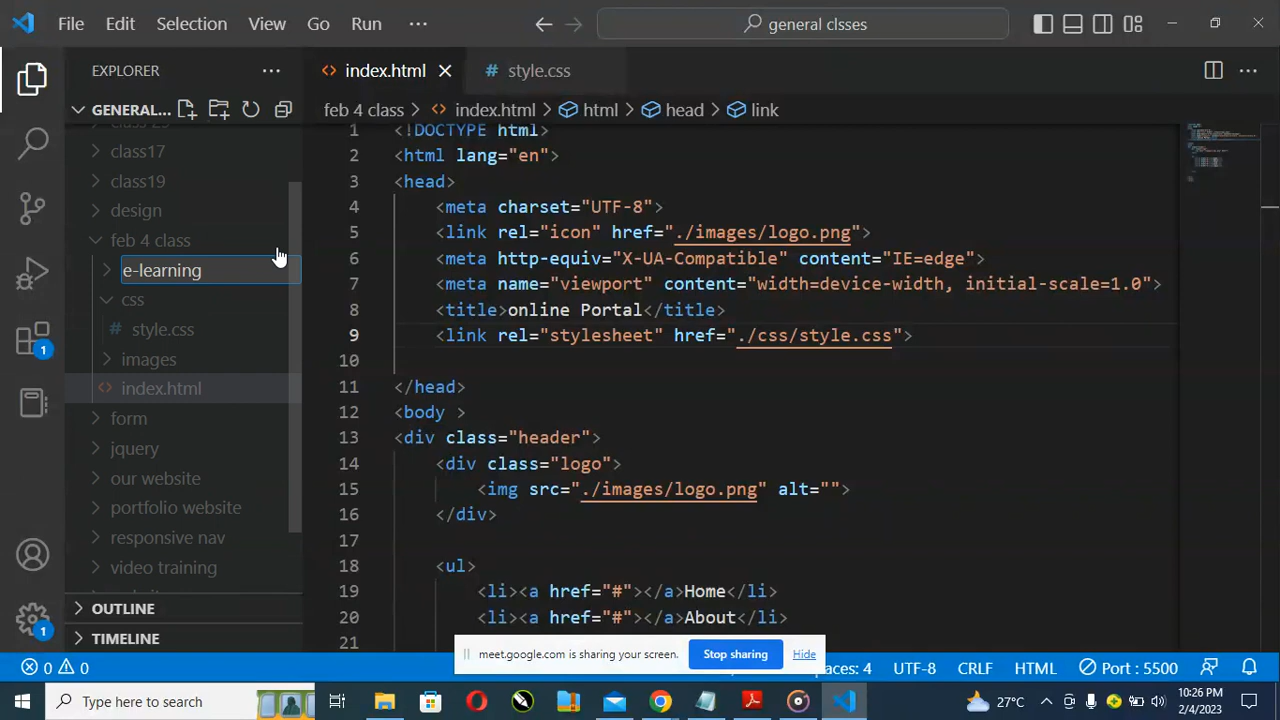 File Edit Selection View Go Run ··· general clsses
EXPLORER ···
GENERAL...
class17
class19
design
feb 4 class
e-learning
css
style.css
images
index.html
form
jquery
our website
portfolio website
responsive nav
video training
OUTLINE
TIMELINE
1
1
index.html style.css ···
feb 4 class index.html html head link
1 <!DOCTYPE html>
2 <html lang="en">
3 <head>
4 <meta charset="UTF-8">
5 <link rel="icon" href="./images/logo.png">
6 <meta http-equiv="X-UA-Compatible" content="IE=edge">
7 <meta name="viewport" content="width=device-width, initial-scale=1.0">
8 <title>online Portal</title>
9 <link rel="stylesheet" href="./css/style.css">
10
11 </head>
12 <body >
13 <div class="header">
14 <div class="logo">
15 <img src="./images/logo.png" alt="">
16 </div>
17
18 <ul>
19 <li><a href="#"></a>Home</li>
20 <li><a href="#"></a>About</li>
21
meet.google.com is sharing your screen. Stop sharing Hide
0 0 paces: 4 UTF-8 CRLF HTML Port : 5500
Type here to search 27°C 10:26 PM
2/4/2023